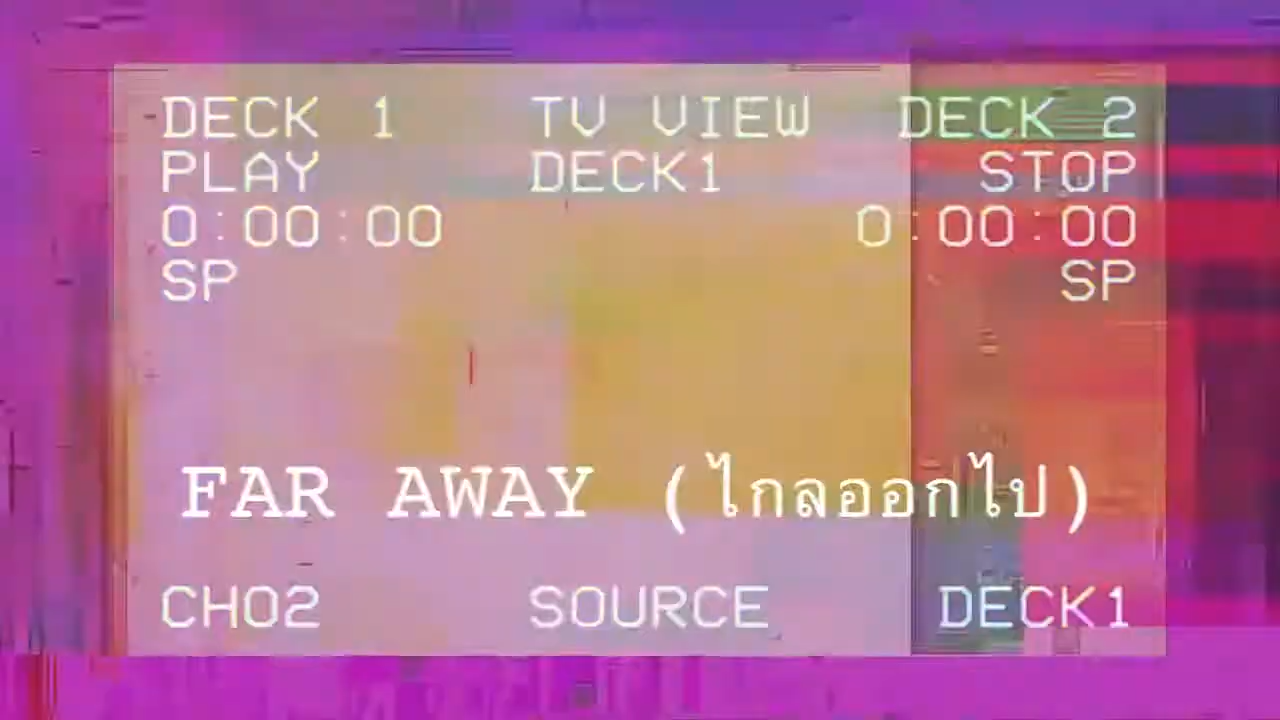 DECK 1 TV VIEW DECK 2
PLAY DECK1 STOP
0:00:00 0:00:00
SP SP
FAR AWAY (ไกลออกไป)
CH02 SOURCE DECK1